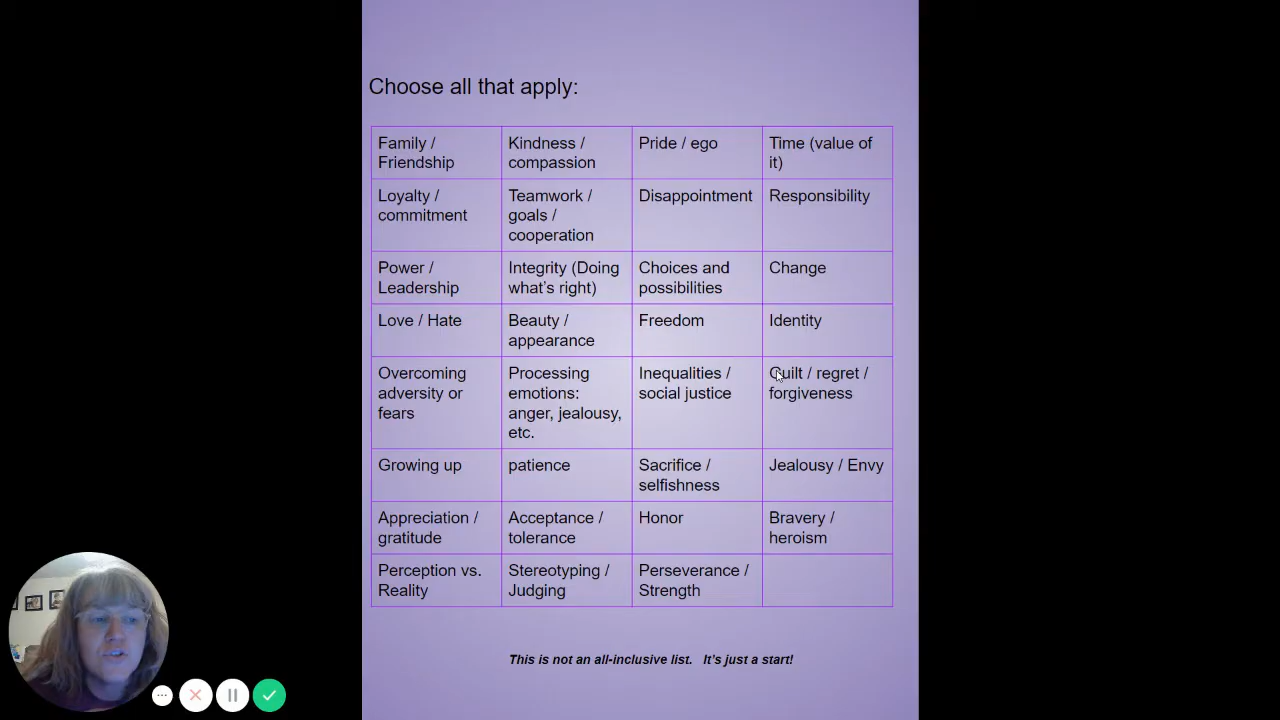 Choose all that apply:
Family /
Friendship
Kindness /
compassion
Pride / ego
Time (value of
it)
Loyalty /
commitment
Teamwork /
goals /
cooperation
Disappointment
Responsibility
Power /
Leadership
Integrity (Doing
what's right)
Choices and
possibilities
Change
Love / Hate
Beauty /
appearance
Freedom
Identity
Overcoming
adversity or
fears
Processing
emotions:
anger, jealousy,
etc.
Inequalities /
social justice
Guilt / regret /
forgiveness
Growing up
patience
Sacrifice /
selfishness
Jealousy / Envy
Appreciation /
gratitude
Acceptance /
tolerance
Honor
Bravery /
heroism
Perception vs.
Reality
Stereotyping /
Judging
Perseverance /
Strength
This is not an all-inclusive list. It's just a start!